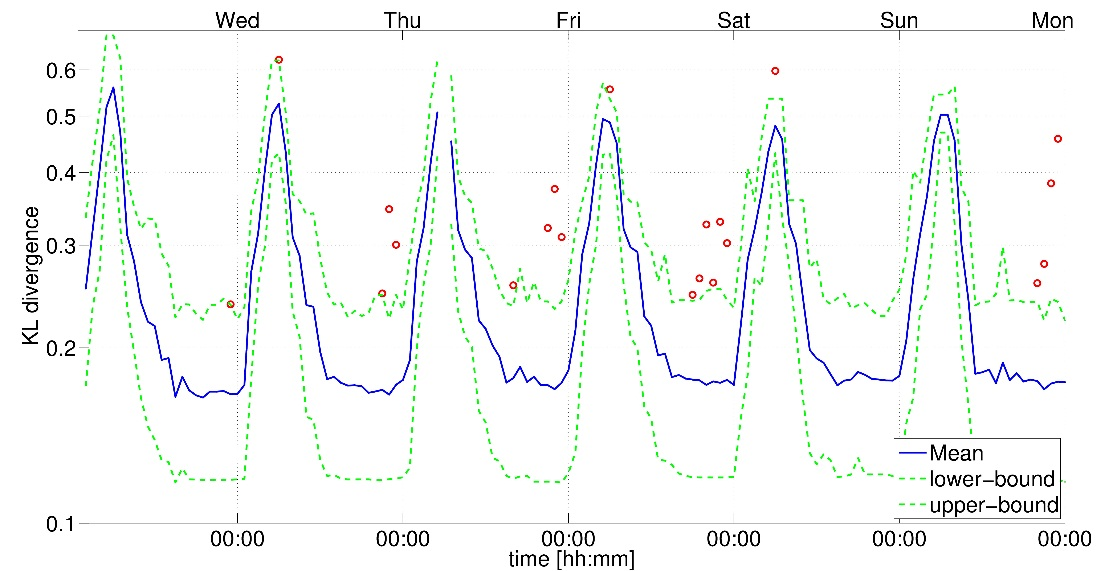 Wed Thu Fri Sat Sun Mon
KL divergence
0.6
0.5
0.4
0.3
0.2
0.1
Mean
lower-bound
upper-bound
00:00 00:00 00:00 00:00 00:00 00:00
time [hh:mm]